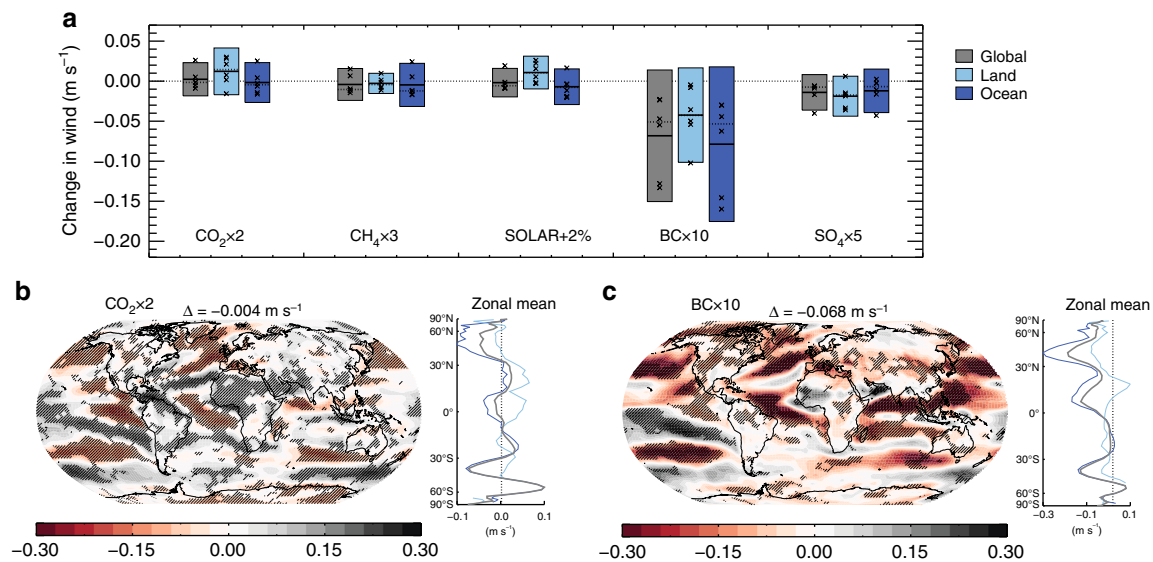 a
Change in wind (m s⁻¹)
0.05
0.00
−0.05
−0.10
−0.15
−0.20
CO₂×2
CH₄×3
SOLAR+2%
BC×10
SO₄×5
Global
Land
Ocean
b
CO₂×2
Δ = −0.004 m s⁻¹
Zonal mean
90°N
60°N
30°N
0°
30°S
60°S
90°S
−0.1
0.0
0.1
(m s⁻¹)
−0.30
−0.15
0.00
0.15
0.30
c
BC×10
Δ = −0.068 m s⁻¹
Zonal mean
90°N
60°N
30°N
0°
30°S
60°S
90°S
−0.3
−0.1
0.1
(m s⁻¹)
−0.30
−0.15
0.00
0.15
0.30